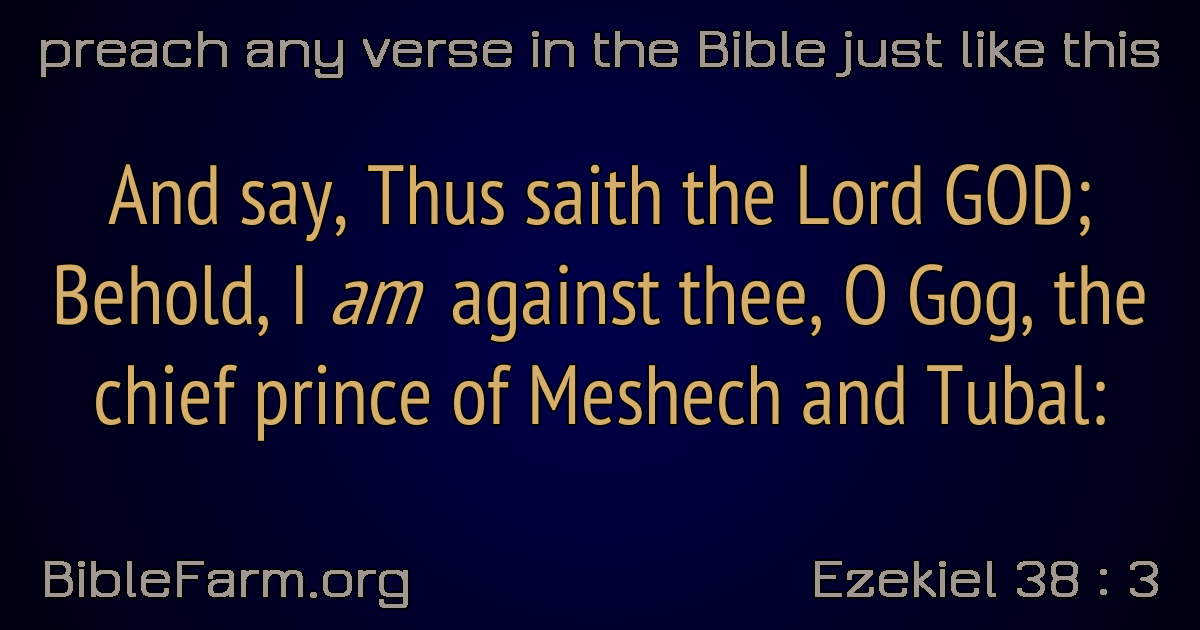 preach any verse in the Bible just like this
And say, Thus saith the Lord GOD;
Behold, I am against thee, O Gog, the
chief prince of Meshech and Tubal:
BibleFarm.org
Ezekiel 38 : 3